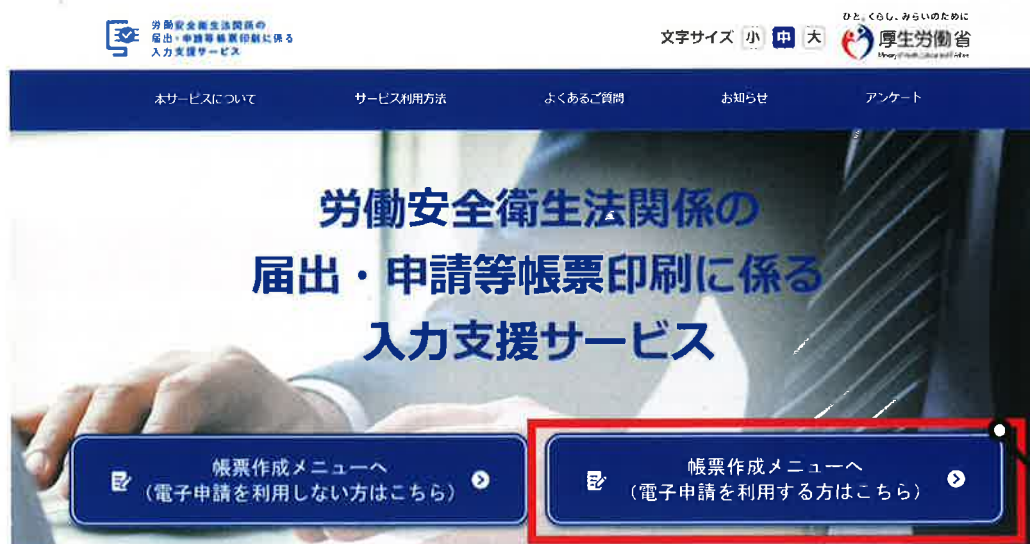 労働安全衛生法関係の
届出・申請等帳票印刷に係る
入力支援サービス
文字サイズ 小 中 大
ひと、くらし、みらいのために
厚生労働省
本サービスについて サービス利用方法 よくあるご質問 お知らせ アンケート
労働安全衛生法関係の
届出・申請等帳票印刷に係る
入力支援サービス
帳票作成メニューへ
（電子申請を利用しない方はこちら）
帳票作成メニューへ
（電子申請を利用する方はこちら）